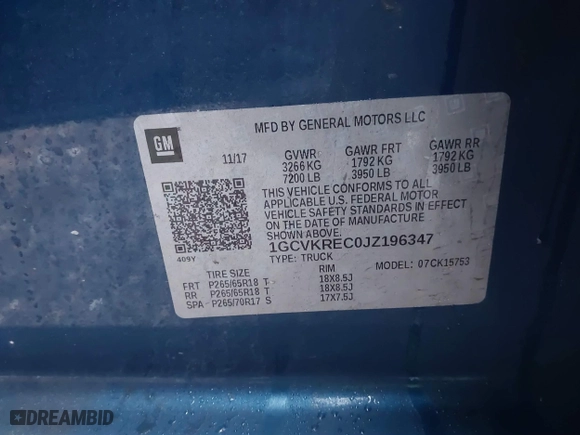 GM
MFD BY GENERAL MOTORS LLC
11/17
GVWR GAWR FRT GAWR RR
3266 KG 1792 KG 1792 KG
7200 LB 3950 LB 3950 LB
THIS VEHICLE CONFORMS TO ALL
APPLICABLE U.S. FEDERAL MOTOR
VEHICLE SAFETY STANDARDS IN EFFECT
ON THE DATE OF MANUFACTURE
1GCVKREC0JZ196347
TYPE: TRUCK
MODEL: 07CK15753
409Y
TIRE SIZE RIM
FRT P265/65R18 T 18X8.5J
RR P265/65R18 T 18X8.5J
SPA P265/70R17 S 17X7.5J
DREAMBID